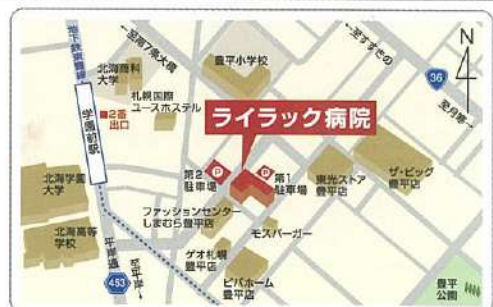 至南7条大橋
至すすきの
N
36
至月寒
地下鉄東豊線
北海商科
大学
豊平小学校
札幌国際
ユースホステル
■2番
出口
学園前駅
ライラック病院
第2
駐車場
P
P
第1
駐車場
東光ストア
豊平店
ザ・ビッグ
豊平店
北海学園
大学
ファッションセンター
しまむら豊平店
モスバーガー
北海高等
学校
ゲオ札幌
豊平店
ビバホーム
豊平店
453
豊平
公園